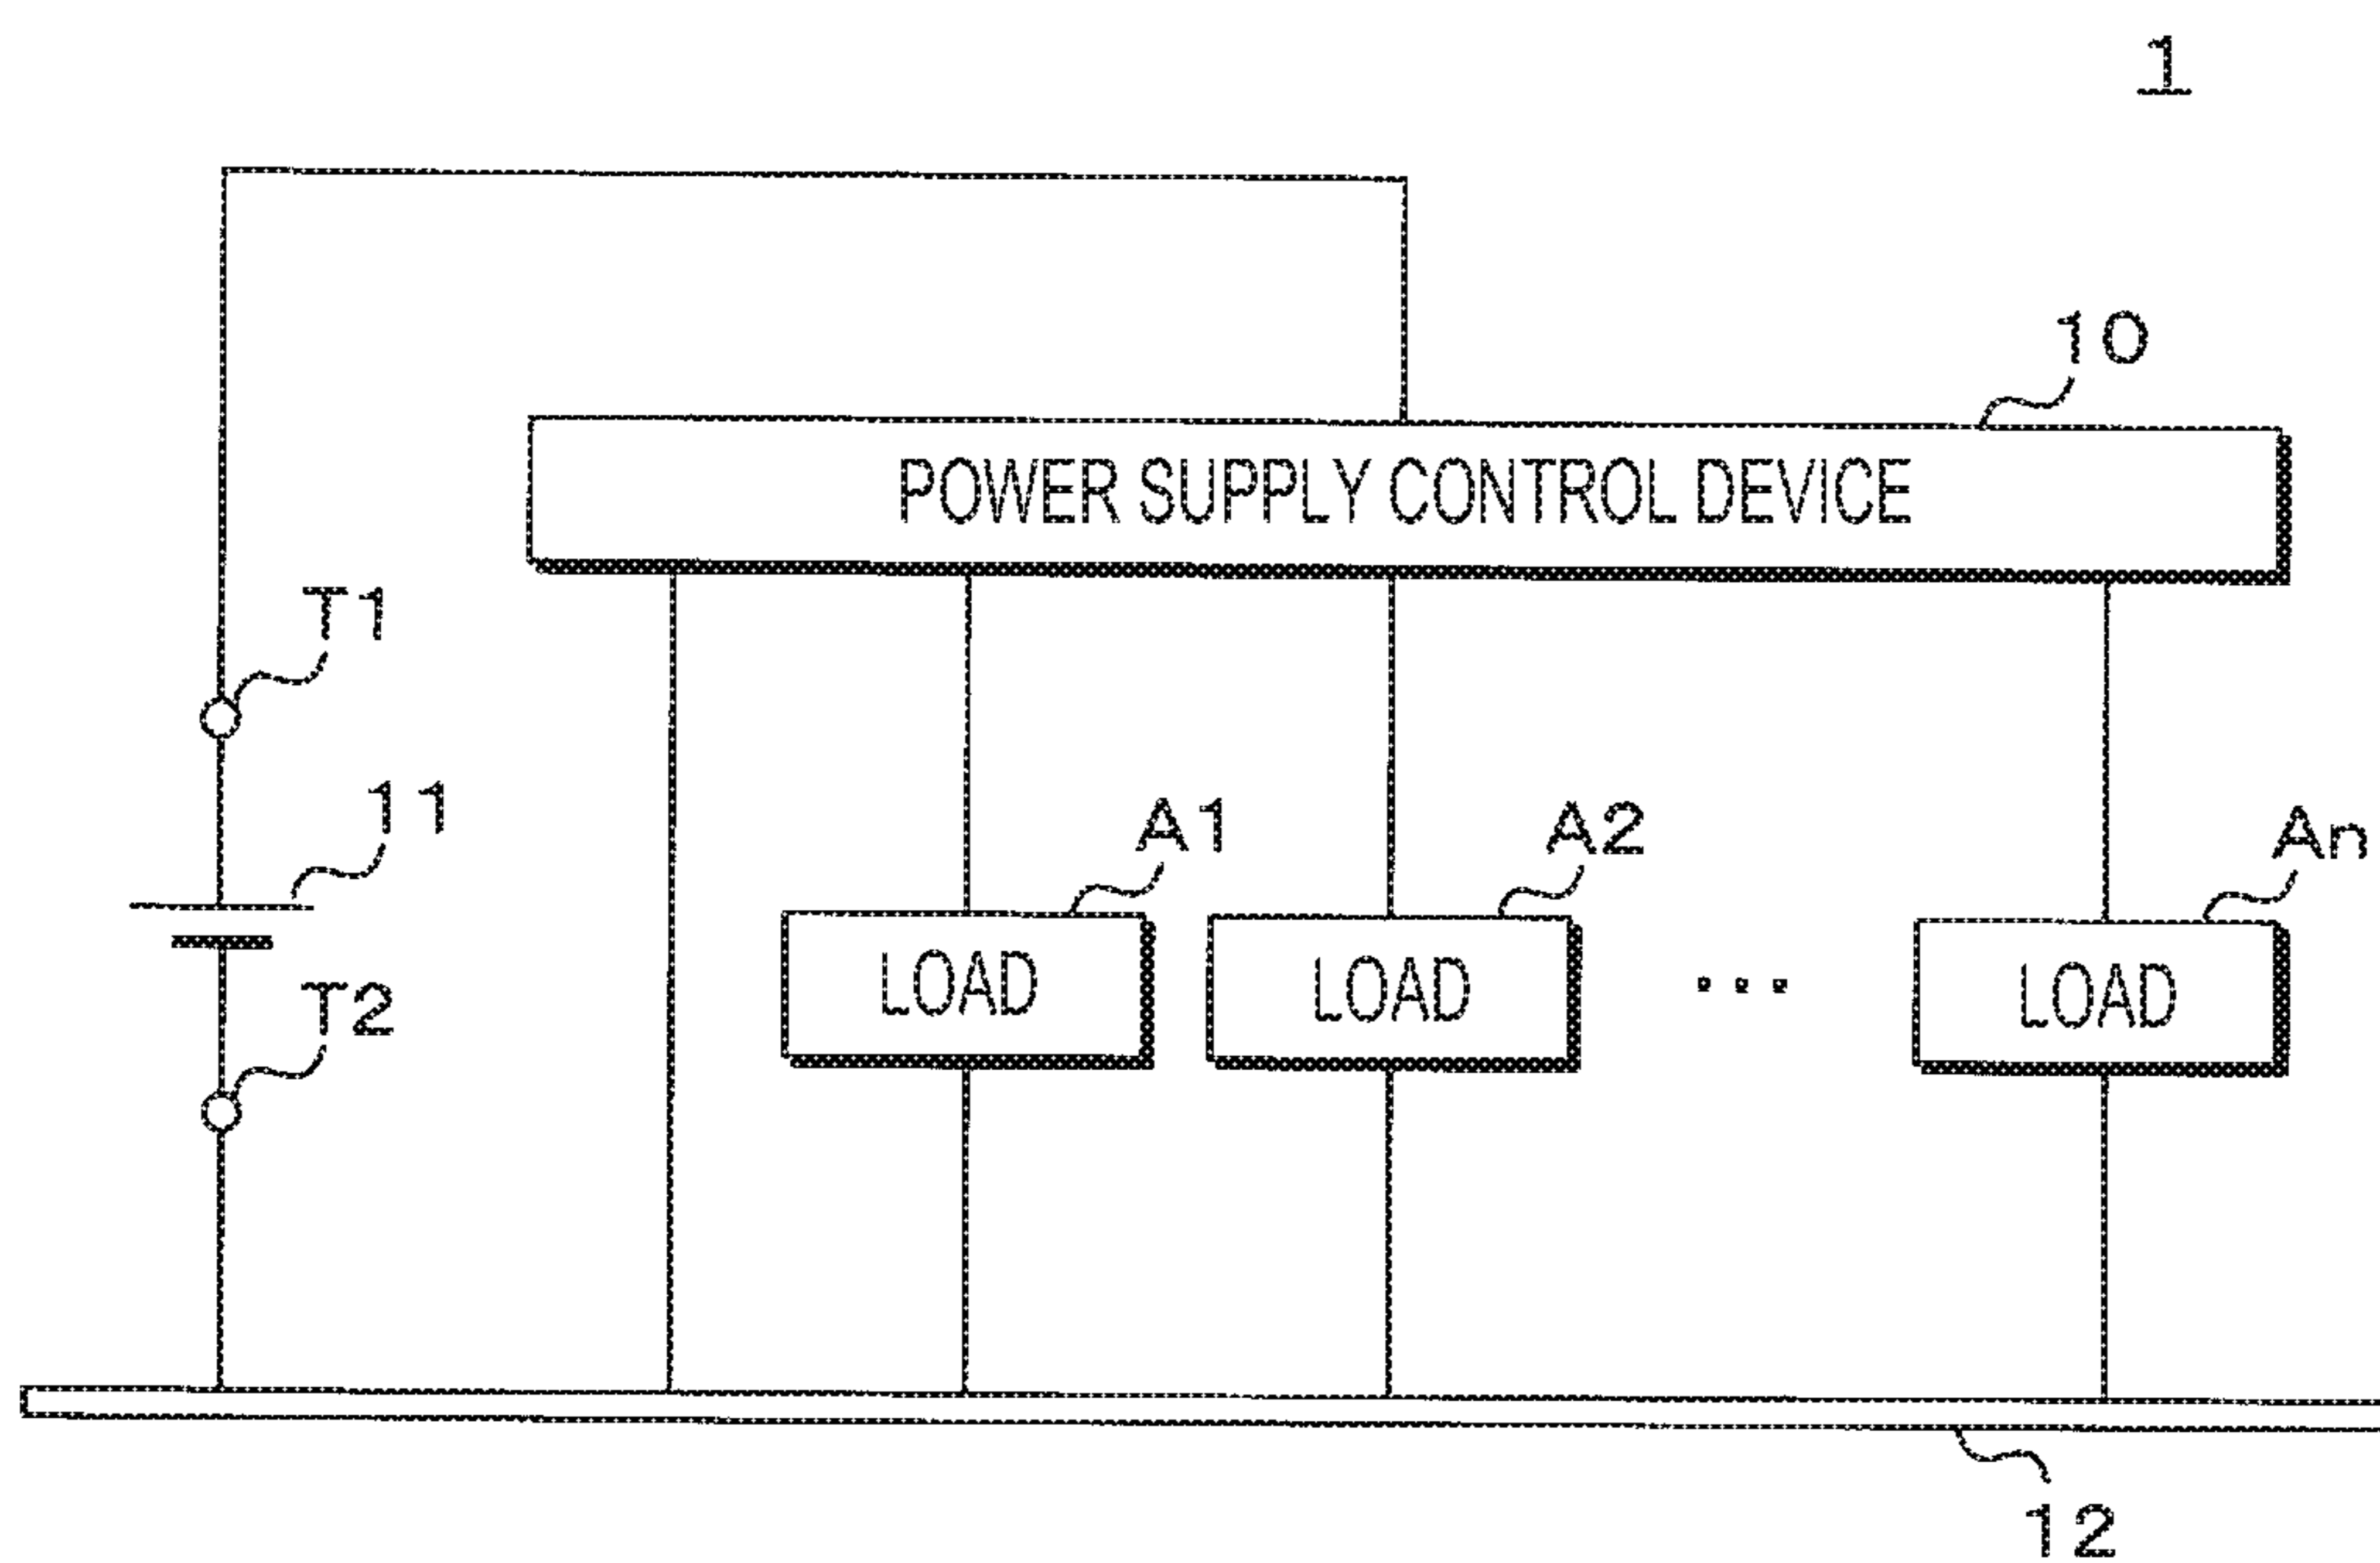 1
10
POWER SUPPLY CONTROL DEVICE
T1
11
A1
A2
An
LOAD
LOAD
...
LOAD
T2
12